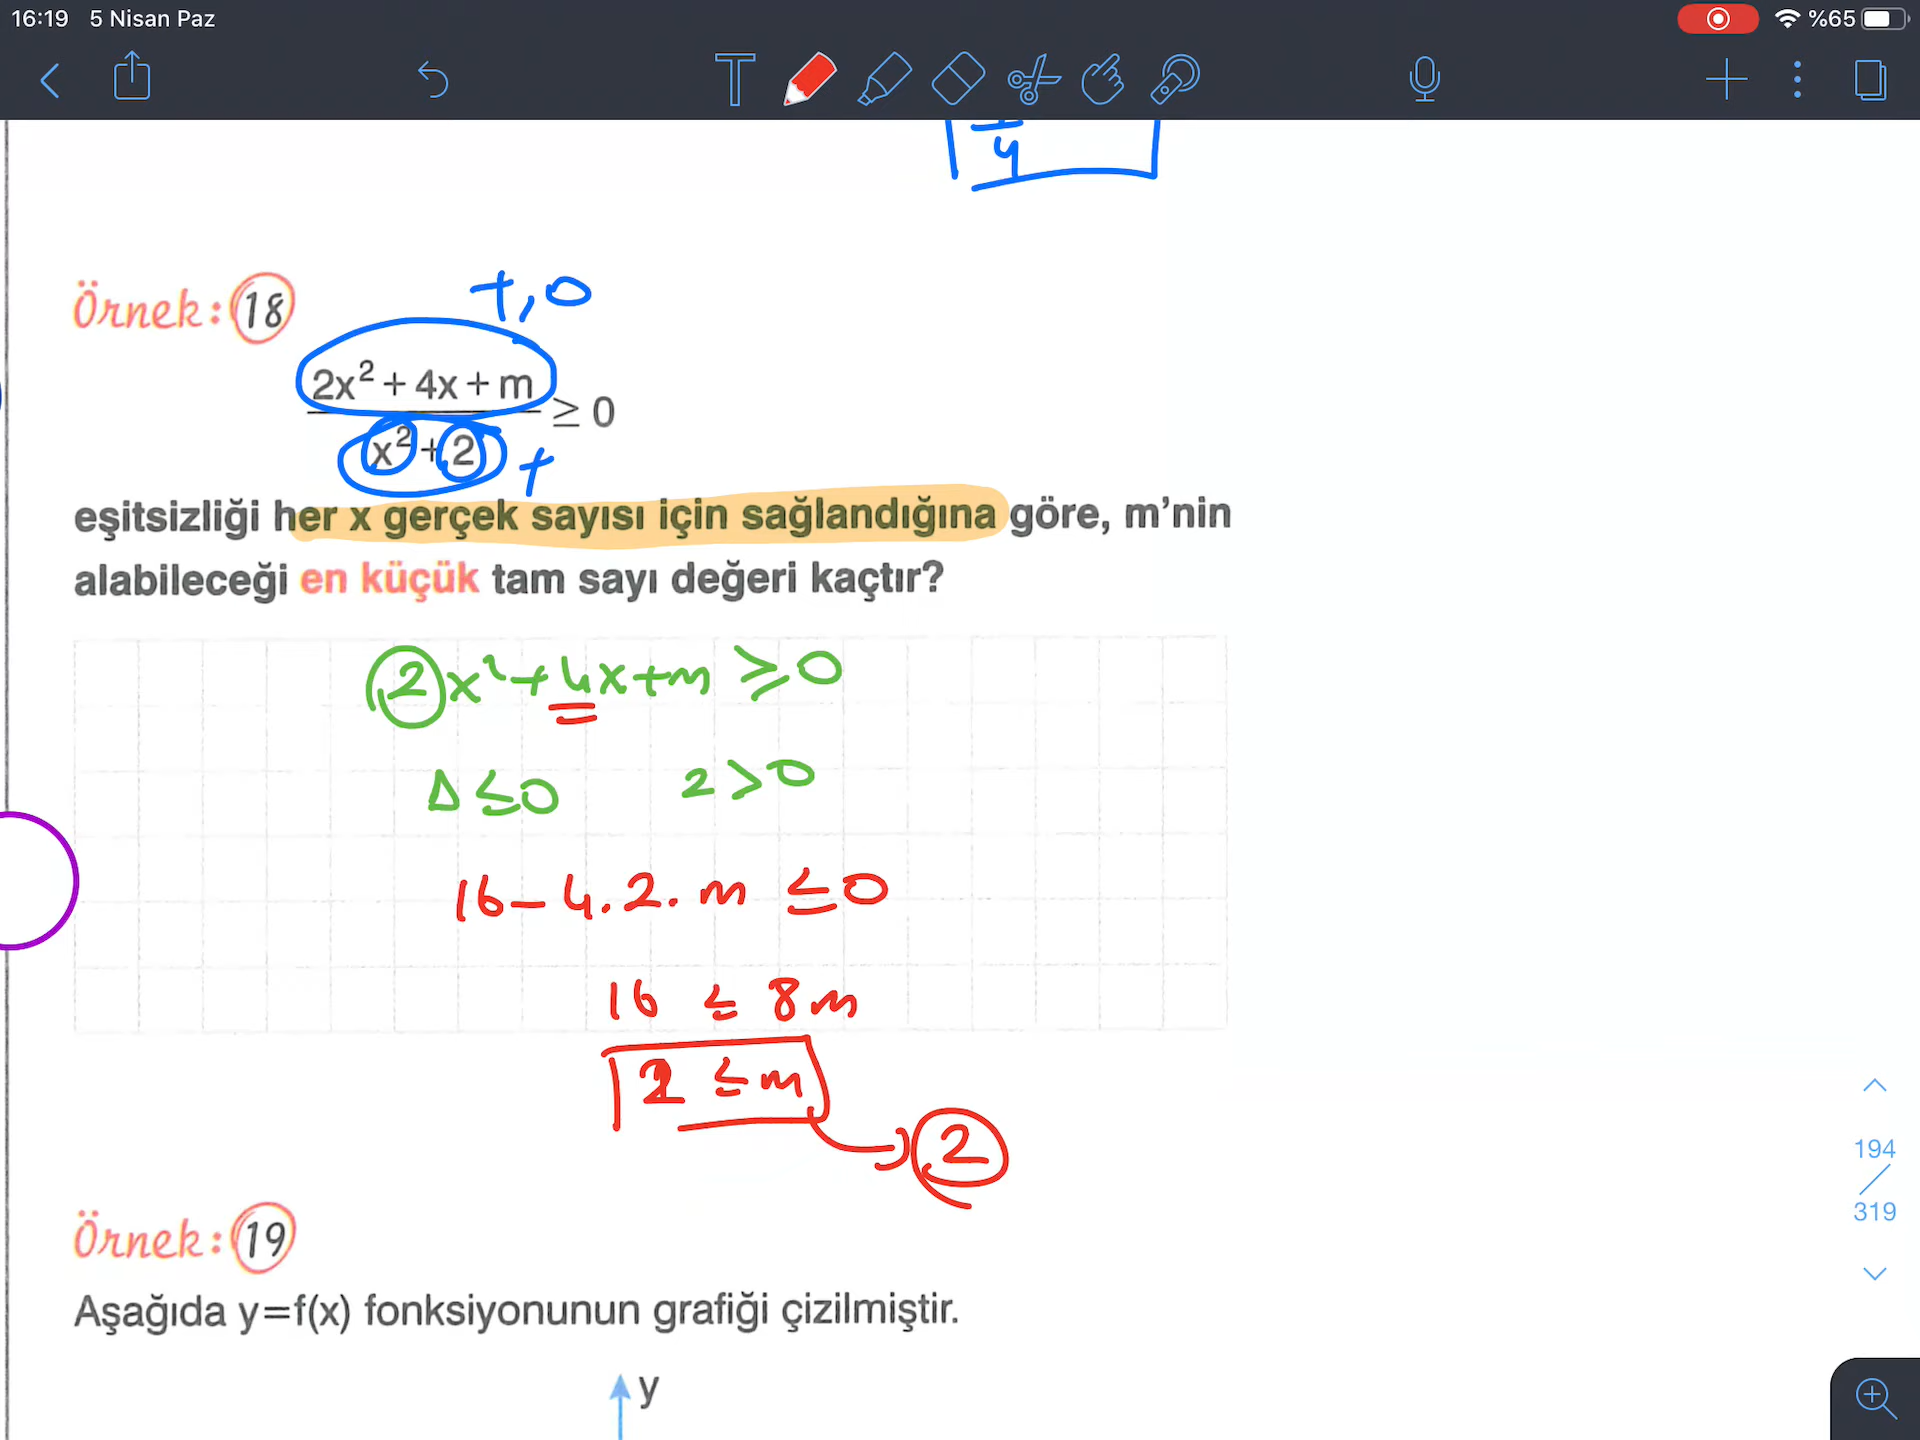 16:19 5 Nisan Paz %65
4
Örnek: 18
+, 0
2x² + 4x + m
≥ 0
x² + 2 +
eşitsizliği her x gerçek sayısı için sağlandığına göre, m'nin
alabileceği en küçük tam sayı değeri kaçtır?
2x² + 4x + m ≥ 0
Δ ≤ 0 2 > 0
16 - 4. 2. m ≤ 0
16 ≤ 8m
2 ≤ m
2
194
/
319
Örnek: 19
Aşağıda y=f(x) fonksiyonunun grafiği çizilmiştir.
y